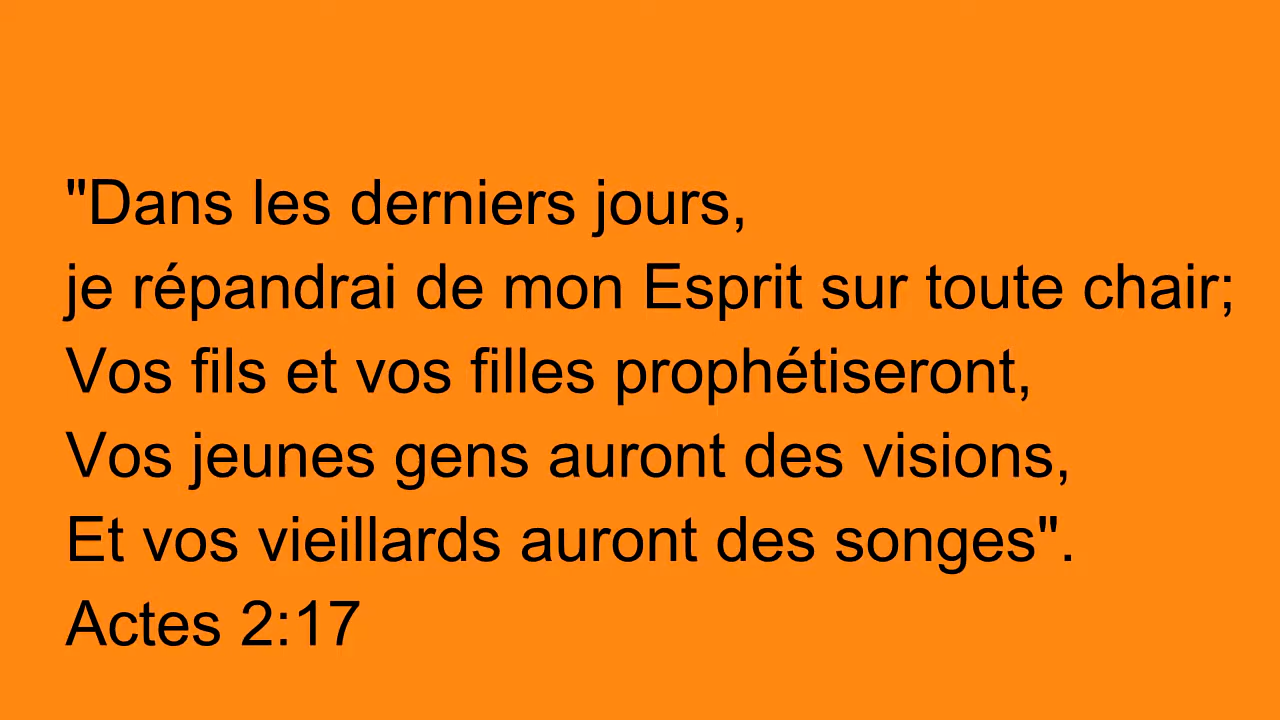 "Dans les derniers jours,
je répandrai de mon Esprit sur toute chair;
Vos fils et vos filles prophétiseront,
Vos jeunes gens auront des visions,
Et vos vieillards auront des songes".
Actes 2:17